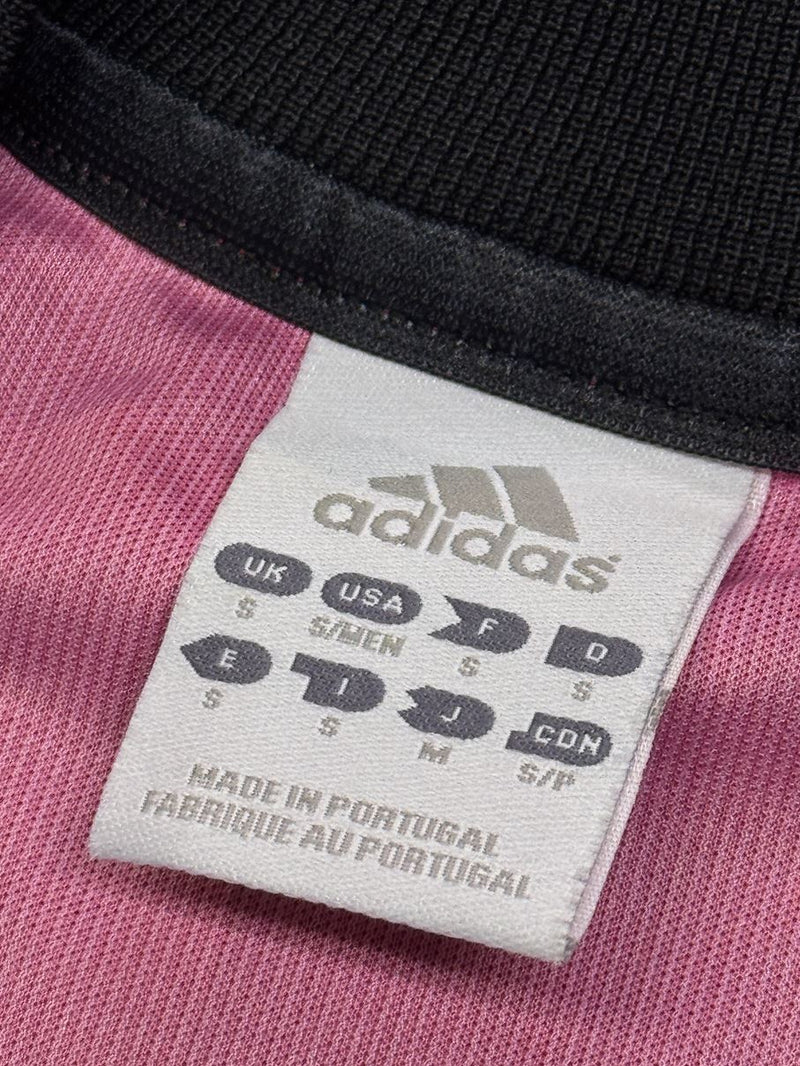 adidas
UK USA F D
S S/MEN S S
E I J CDN
S S M S/P
MADE IN PORTUGAL
FABRIQUE AU PORTUGAL